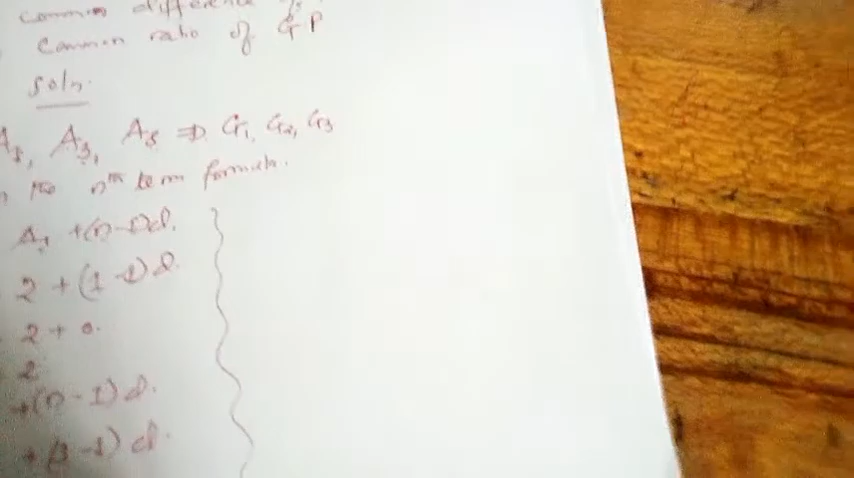 common difference
common ratio of GP
Soln.
A3, A8 ⇒ G1, G2, G3
nth term formula.
A1 +(n-1)d.
2 + (1-1)d.
2 + 0.
2
+(n-1)d.
+(3-1)d.